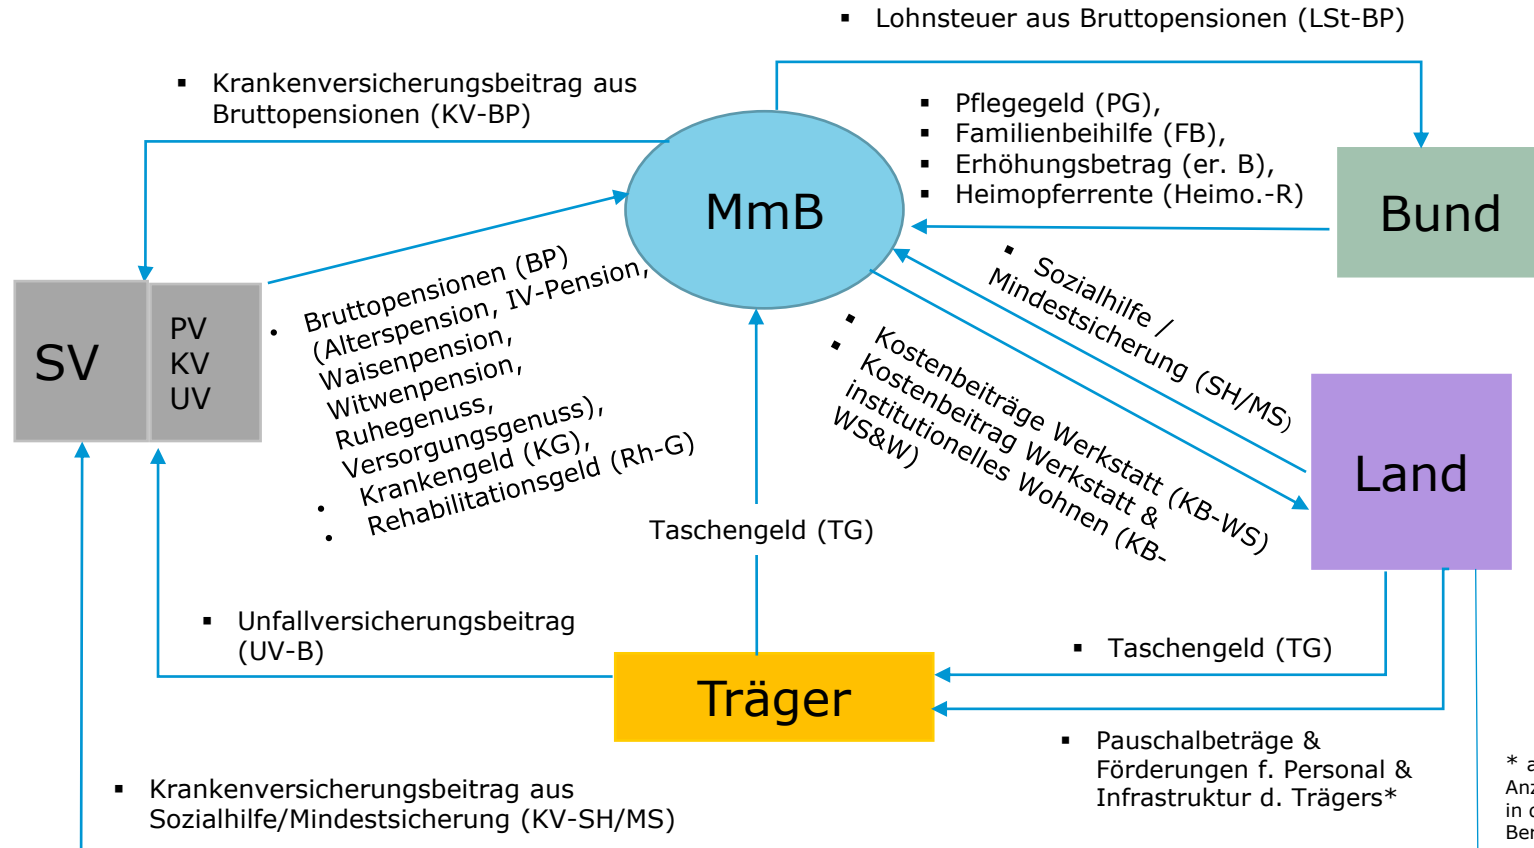 ▪ Lohnsteuer aus Bruttopensionen (LSt-BP)
▪ Krankenversicherungsbeitrag aus
Bruttopensionen (KV-BP)
▪ Pflegegeld (PG),
▪ Familienbeihilfe (FB),
▪ Erhöhungsbetrag (er. B),
▪ Heimopferrente (Heimo.-R)
MmB
Bund
SV
PV
KV
UV
• Bruttopensionen (BP)
(Alterspension, IV-Pension,
Waisenpension,
Witwenpension,
Ruhegenuss,
Versorgungsgenuss),
• Krankengeld (KG),
• Rehabilitationsgeld (Rh-G)
▪ Sozialhilfe /
Mindestsicherung (SH/MS)
▪ Kostenbeiträge Werkstatt (KB-WS)
▪ Kostenbeitrag Werkstatt &
institutionelles Wohnen (KB-
WS&W)
Land
Taschengeld (TG)
▪ Unfallversicherungsbeitrag
(UV-B)
Träger
▪ Taschengeld (TG)
▪ Pauschalbeträge &
Förderungen f. Personal &
Infrastruktur d. Trägers*
▪ Krankenversicherungsbeitrag aus
Sozialhilfe/Mindestsicherung (KV-SH/MS)
*
in